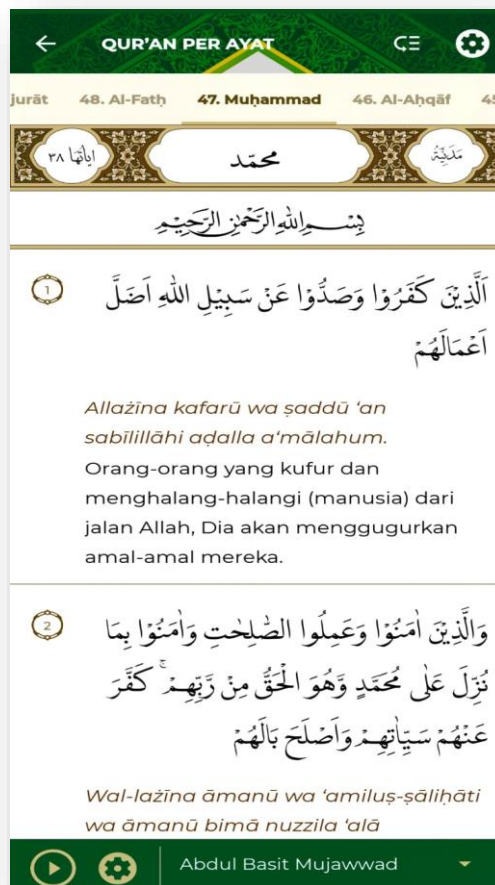 QUR'AN PER AYAT
jurāt 48. Al-Fatḥ 47. Muḥammad 46. Al-Aḥqāf 45
اٰياتُهَا ٣٨ محمّد مَدَنِيَّةٌ
بِسْمِ اللّٰهِ الرَّحْمٰنِ الرَّحِيْمِ
1
اَلَّذِيْنَ كَفَرُوْا وَصَدُّوْا عَنْ سَبِيْلِ اللّٰهِ اَضَلَّ
اَعْمَالَهُمْ
Allażīna kafarū wa ṣaddū ‘an
sabīlillāhi aḍalla a‘mālahum.
Orang-orang yang kufur dan
menghalang-halangi (manusia) dari
jalan Allah, Dia akan menggugurkan
amal-amal mereka.
2
وَالَّذِيْنَ اٰمَنُوْا وَعَمِلُوا الصّٰلِحٰتِ وَاٰمَنُوْا بِمَا
نُزِّلَ عَلٰى مُحَمَّدٍ وَّهُوَ الْحَقُّ مِنْ رَّبِّهِمْ ۚ كَفَّرَ
عَنْهُمْ سَيِّاٰتِهِمْ وَاَصْلَحَ بَالَهُمْ
Wal-lażīna āmanū wa ‘amiluṣ-ṣāliḥāti
wa āmanū bimā nuzzila ‘alā
Abdul Basit Mujawwad